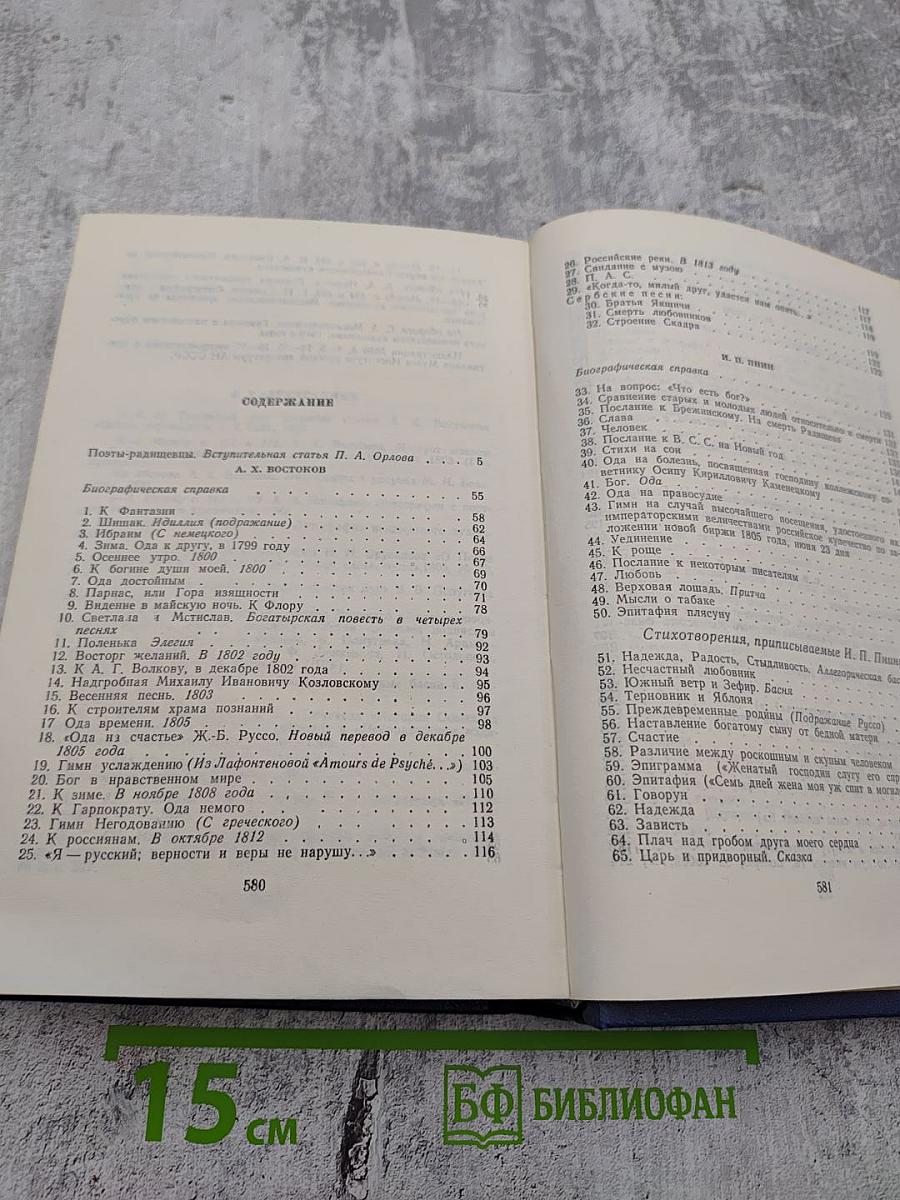 СОДЕРЖАНИЕ
Поэты-радищевцы. Вступительная статья П. А. Орлова . . . . 5
А. Х. ВОСТОКОВ
Биографическая справка . . . . . . . . . . . . 55
1. К Фантазии . . . . . . . . . . . . 58
2. Шишак. Идиллия (подражание) . . . . . . . . 62
3. Ибраим (С немецкого) . . . . . . . . . . 64
4. Зима. Ода к другу, в 1799 году . . . . . . . . 66
5. Осеннее утро. 1800 . . . . . . . . . . 67
6. К богине души моей. 1800 . . . . . . . . . 69
7. Ода достойным . . . . . . . . . . . 70
8. Парнас, или Гора изящности . . . . . . . . 71
9. Видение в майскую ночь. К Флору . . . . . . . 78
10. Светлана и Мстислав. Богатырская повесть в четырех
песнях . . . . . . . . . . . . 79
11. Поленька Элегия . . . . . . . . . . . 92
12. Восторг желаний. В 1802 году . . . . . . . . 93
13. К А. Г. Волкову, в декабре 1802 года . . . . . . 94
14. Надгробная Михаилу Ивановичу Козловскому . . . . 95
15. Весенняя песнь. 1803 . . . . . . . . . . 96
16. К строителям храма познаний . . . . . . . . 97
17 Ода времени. 1805 . . . . . . . . . . . 98
18. «Ода из счастье» Ж.-Б. Руссо. Новый перевод в декабре
1805 года . . . . . . . . . . . . . 100
19. Гимн услаждению (Из Лафонтеновой «Amours de Psyché. . .») 103
20. Бог в нравственном мире . . . . . . . . . 105
21. К зиме. В ноябре 1808 года . . . . . . . . . 110
22. К Гарпократу. Ода немого . . . . . . . . . 112
23. Гимн Негодованию (С греческого) . . . . . . . 113
24. К россиянам. В октябре 1812 . . . . . . . . 114
25. «Я — русский; верности и веры не нарушу. . .» . . . . . 116
580
26. Российские реки. В 1813 году
27. Свидание с музою
28. П. А. С.
29. «Когда-то, милый друг, удастся нам опять. . .» 117
Сербские песни:
30. Братья Якшичи
31. Смерть любовников
32. Строение Скадра
И. П. ПНИН
Биографическая справка
33. На вопрос: «Что есть бог?»
34. Сравнение старых и молодых людей относительно к смерти
35. Послание к Брежинскому. На смерть Радищева
36. Слава
37. Человек
38. Послание к В. С. С. на Новый год
39. Стихи на сон
40. Ода на болезнь, посвященная господину коллежскому со-
ветнику Осипу Кирилловичу Каменецкому
41. Бог. Ода
42. Ода на правосудие
43. Гимн на случай высочайшего посещения, удостоенного их
императорскими величествами российское купечество по за-
ложении новой биржи 1805 года, июня 23 дня
44. Уединение
45. К роще
46. Послание к некоторым писателям
47. Любовь
48. Верховая лошадь. Притча
49. Мысли о табаке
50. Эпитафия плясуну
Стихотворения, приписываемые И. П. Пнину
51. Надежда, Радость, Стыдливость. Аллегорическая бас
52. Несчастный любовник
53. Южный ветр и Зефир. Басня
54. Терновник и Яблоня
55. Преждевременные родины (Подражание Руссо)
56. Наставление богатому сыну от бедной матери
57. Счастие
58. Различие между роскошным и скупым человеком
59. Эпиграмма («Женатый господин слугу его спр
60. Эпитафия («Семь дней жена моя уж спит в могил
61. Говорун
62. Надежда
63. Зависть
64. Плач над гробом друга моего сердца
65. Царь и придворный. Сказка
581
15 см
БФ БИБЛИОФАН